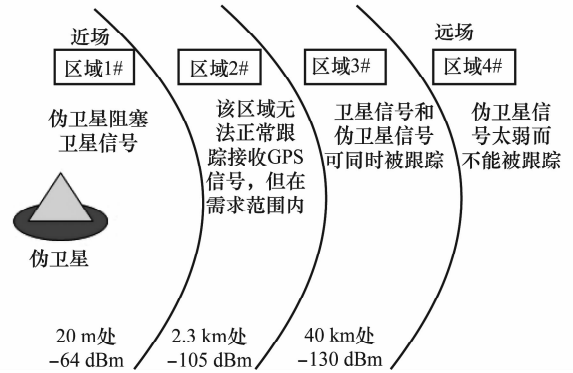 近场
远场
区域1#
区域2#
区域3#
区域4#
伪卫星阻塞
卫星信号
该区域无
法正常跟
踪接收GPS
信号，但在
需求范围内
卫星信号和
伪卫星信号
可同时被跟踪
伪卫星信
号太弱而
不能被跟踪
伪卫星
20 m处
−64 dBm
2.3 km处
−105 dBm
40 km处
−130 dBm